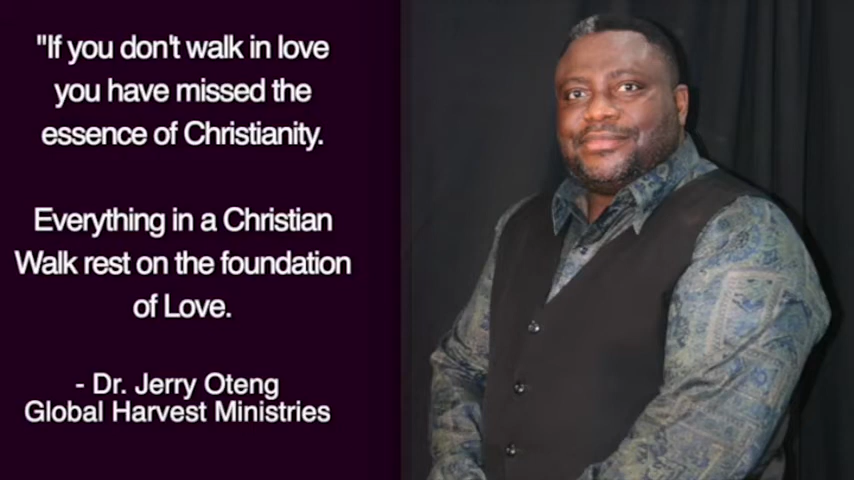 "If you don't walk in love
you have missed the
essence of Christianity.
Everything in a Christian
Walk rest on the foundation
of Love.
- Dr. Jerry Oteng
Global Harvest Ministries